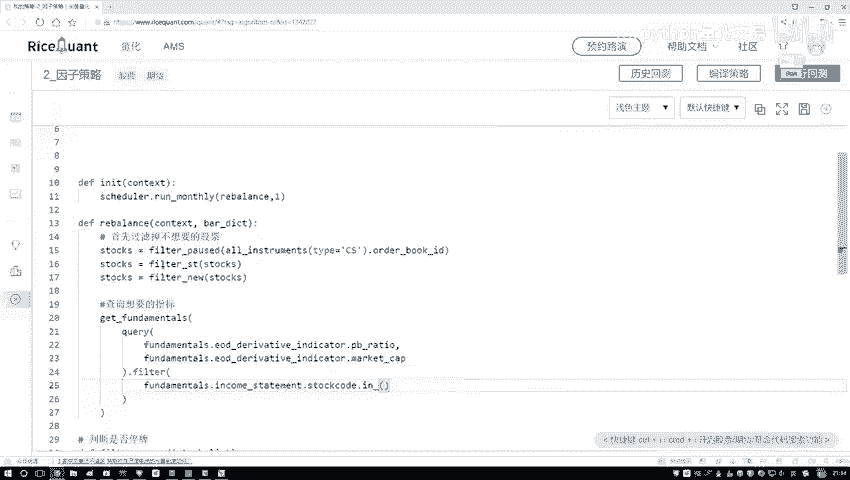 RiceQuant
量化
AMS
预约路演
帮助文档
社区
2_因子策略
股票
期货
历史回测
编译策略
回测
浅色主题
默认快捷键
6
7
8
9
10 def init(context):
11 scheduler.run_monthly(rebalance,1)
12
13 def rebalance(context, bar_dict):
14 # 首先过滤掉不想要的股票
15 stocks = filter_paused(all_instruments(type='CS').order_book_id)
16 stocks = filter_st(stocks)
17 stocks = filter_new(stocks)
18
19 #查询想要的指标
20 get_fundamentals(
21 query(
22 fundamentals.eod_derivative_indicator.pb_ratio,
23 fundamentals.eod_derivative_indicator.market_cap
24 ).filter(
25 fundamentals.income_statement.stockcode.in_()
26 )
27 )
28
29 # 判断是否停牌